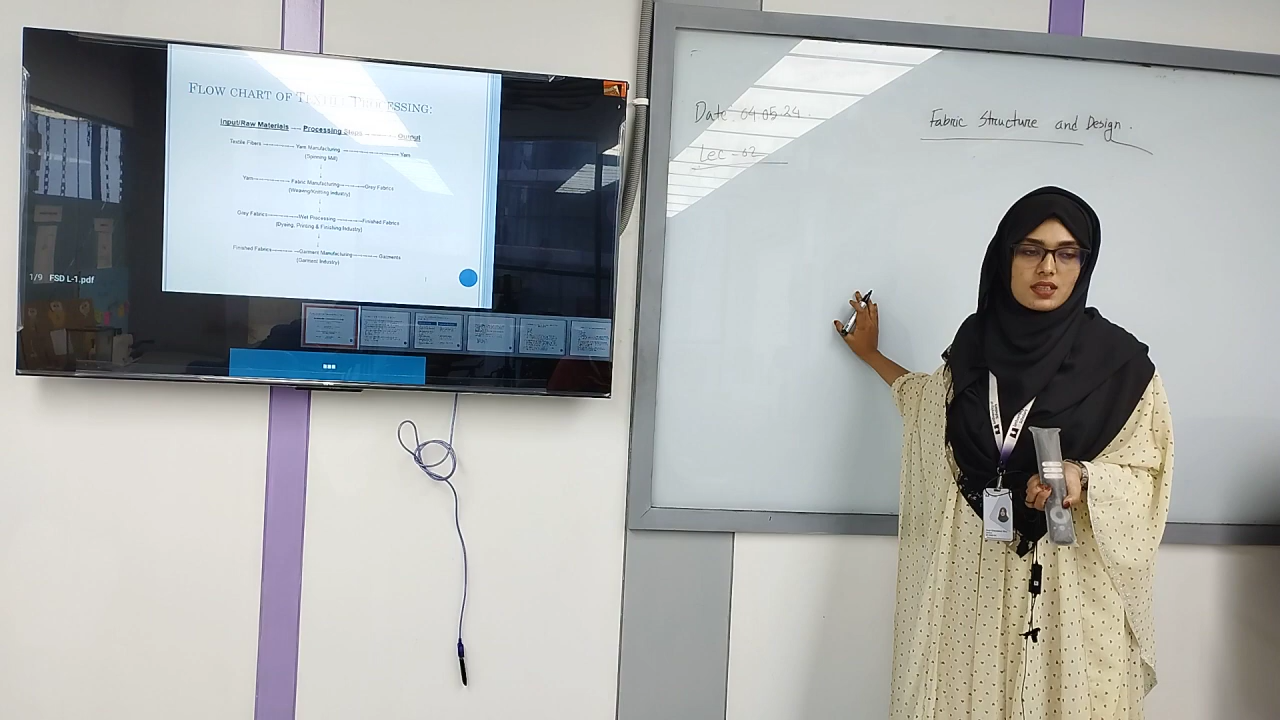 FLOW CHART OF TEXTILE PROCESSING:
Input/Raw Materials ---- Processing Steps ---------- Output
Textile Fibers ----------- Yarn Manufacturing ------------------- Yarn
(Spinning Mill)
Yarn------------ Fabric Manufacturing--------Grey Fabrics
(Weaving/Knitting Industry)
Grey Fabrics ----------Wet Processing --------Finished Fabrics
(Dyeing, Printing & Finishing Industry)
Finished Fabrics --------Garment Manufacturing-------- Garments
(Garment Industry)
1
1/9 FSD L-1.pdf
Date: 04.05.24.
Lec - 02
Fabric Structure and Design.